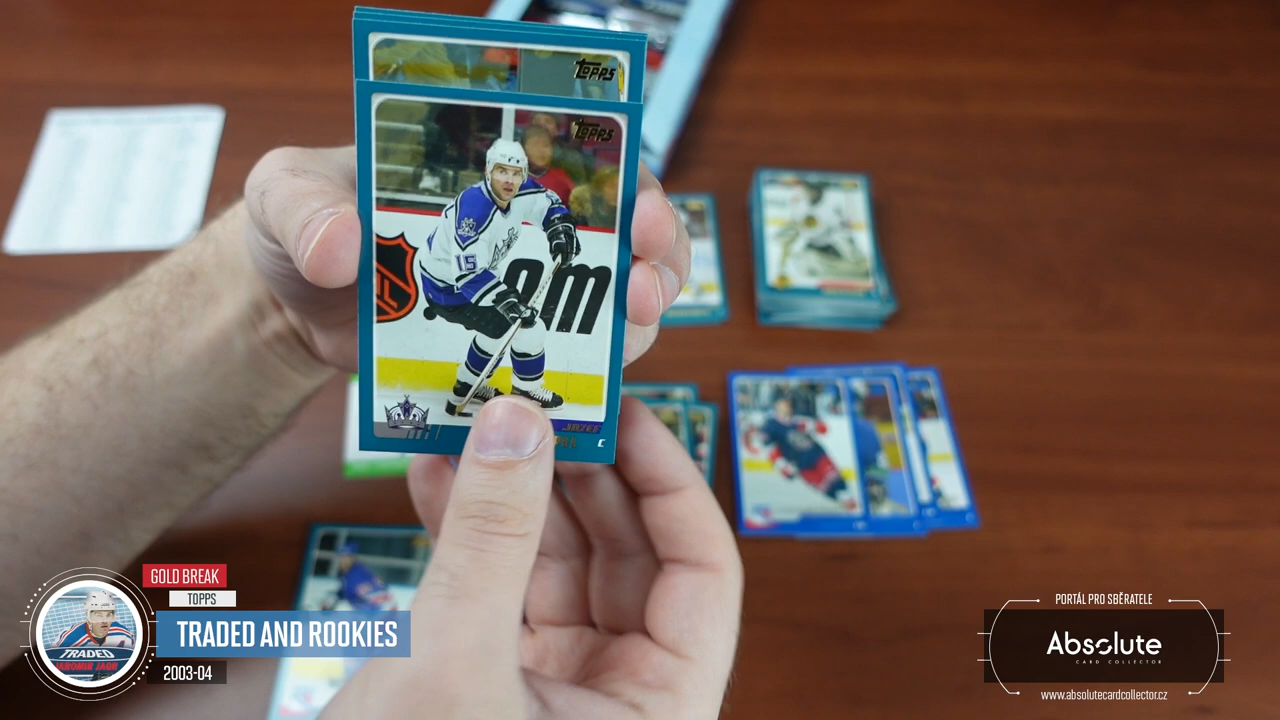 Topps
Topps
15
am
JOZEF
C
GOLD BREAK
TOPPS
TRADED AND ROOKIES
2003-04
TRADED
JAROMIR JAGR
PORTÁL PRO SBĚRATELE
Absolute
CARD COLLECTOR
www.absolutecardcollector.cz